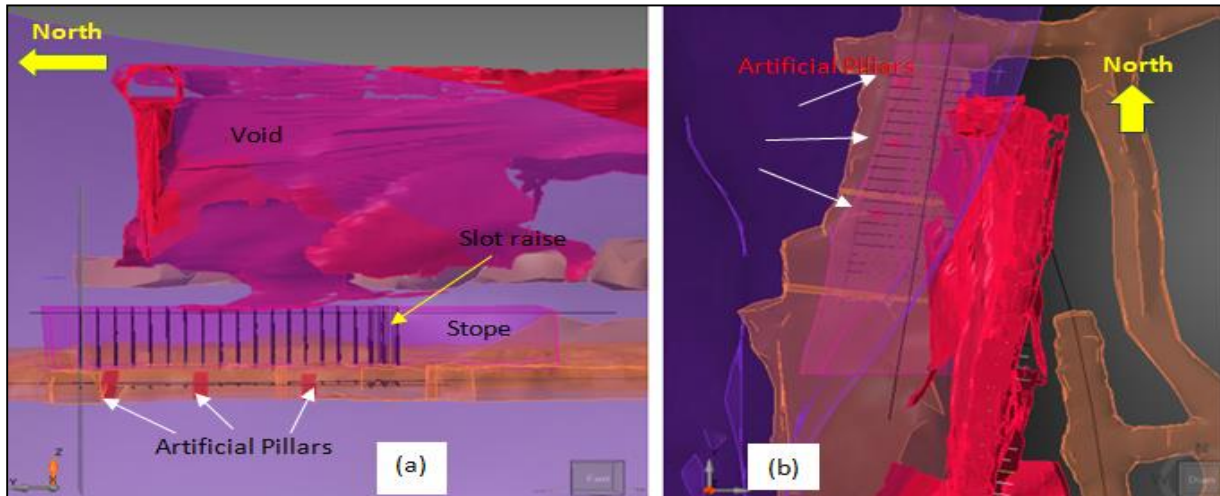 North
Void
Slot raise
Stope
Artificial Pillars
(a)
Z
Y
Artificial Pillars
North
(b)